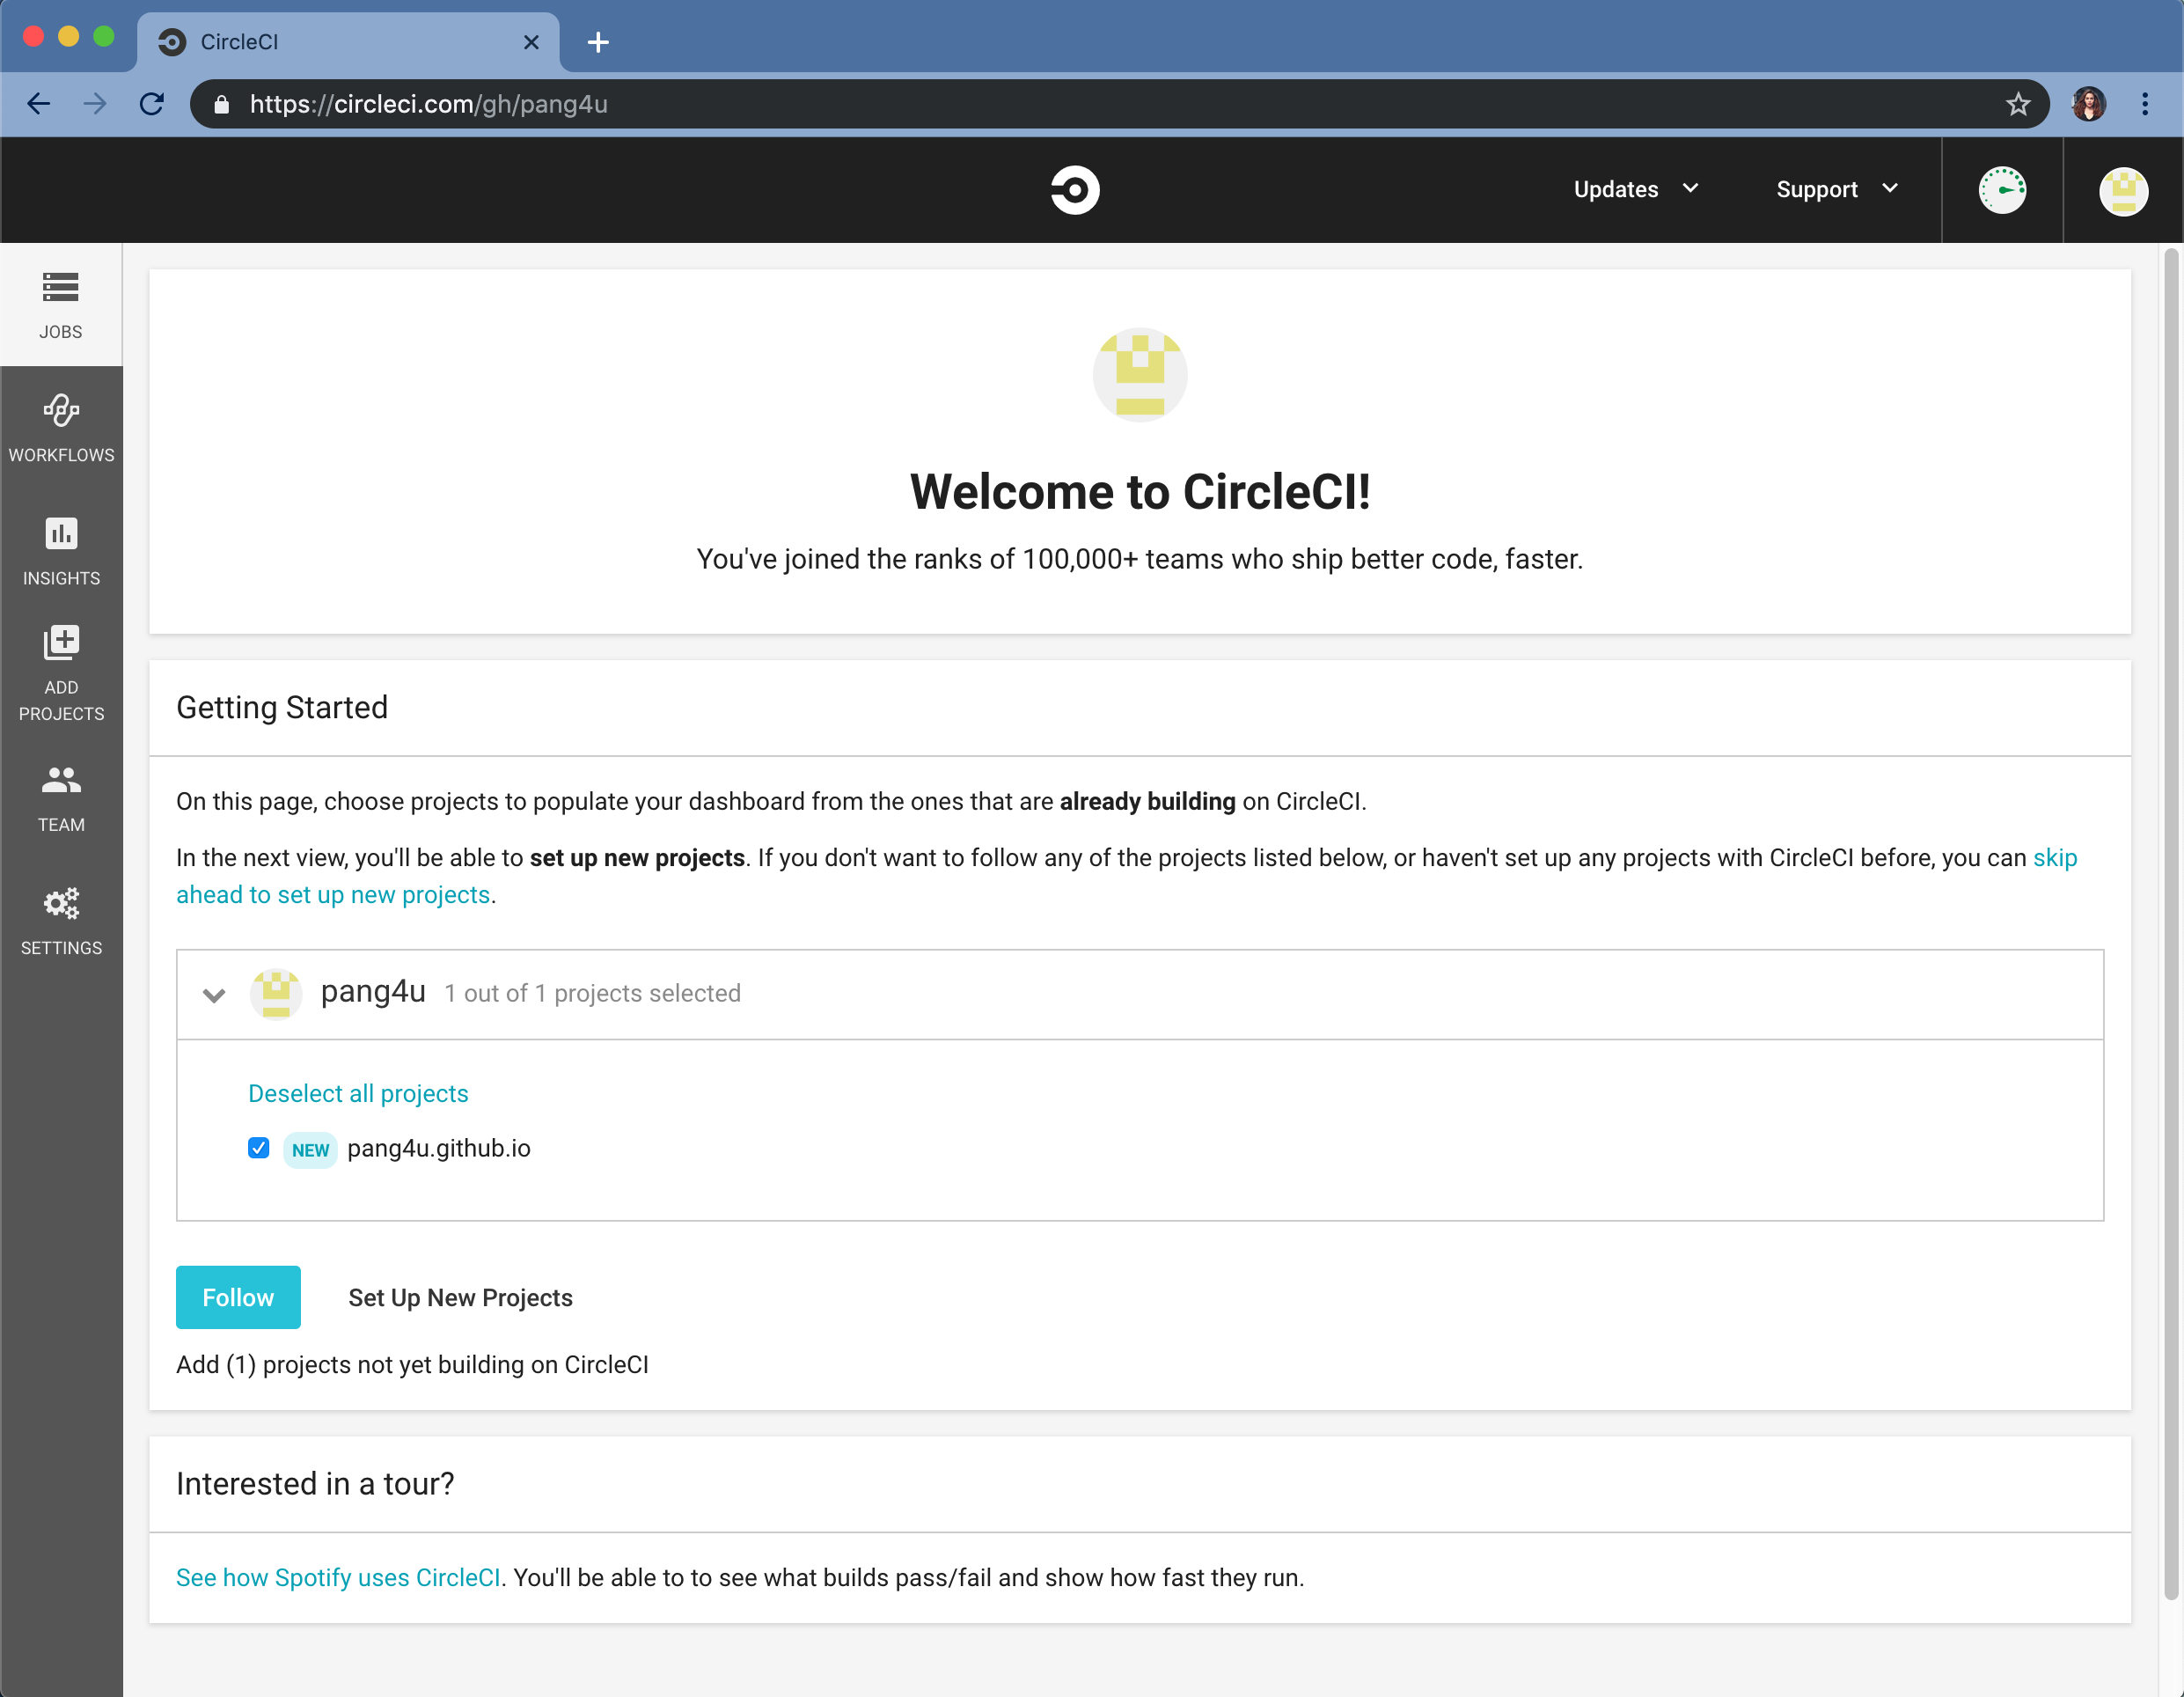 CircleCI
https://circleci.com/gh/pang4u
Updates
Support
JOBS
WORKFLOWS
INSIGHTS
ADD
PROJECTS
TEAM
SETTINGS
Welcome to CircleCI!
You've joined the ranks of 100,000+ teams who ship better code, faster.
Getting Started
On this page, choose projects to populate your dashboard from the ones that are already building on CircleCI.
In the next view, you'll be able to set up new projects. If you don't want to follow any of the projects listed below, or haven't set up any projects with CircleCI before, you can skip
ahead to set up new projects.
pang4u 1 out of 1 projects selected
Deselect all projects
NEW pang4u.github.io
Follow
Set Up New Projects
Add (1) projects not yet building on CircleCI
Interested in a tour?
See how Spotify uses CircleCI. You'll be able to to see what builds pass/fail and show how fast they run.